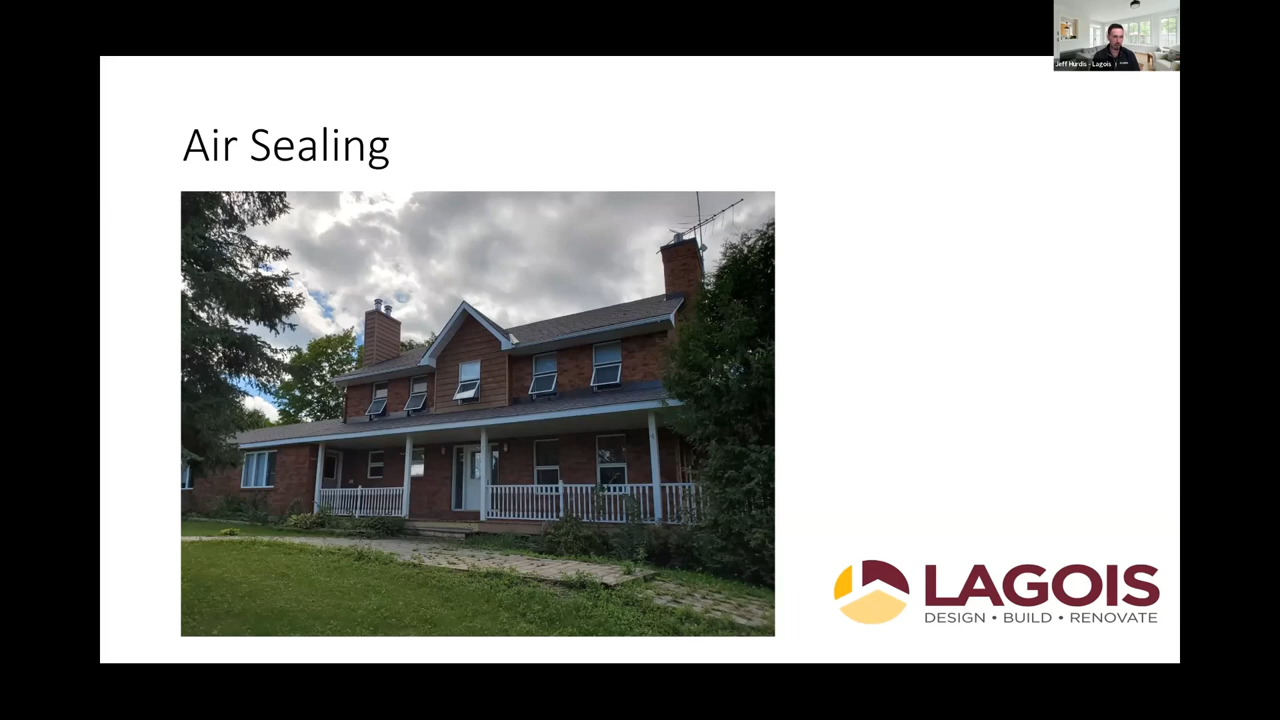 Jeff Hurdis - Lagois
Air Sealing
LAGOIS
DESIGN • BUILD • RENOVATE